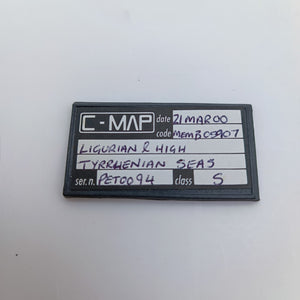 C-MAP date 21MAR00
code MEMB05907
LIGURIAN & HIGH
TYRRHENIAN SEAS
ser.n. PET0094 class S